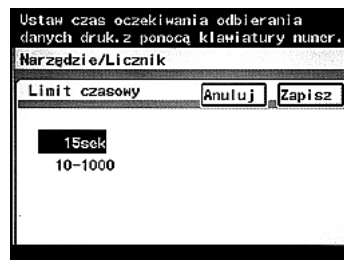 Ustaw czas oczekiwania odbierania
danych druk.z ponocą klawiatury numer.
Narzędzie/Licznik
Limit czasowy
Anuluj
Zapisz
15sek
10-1000